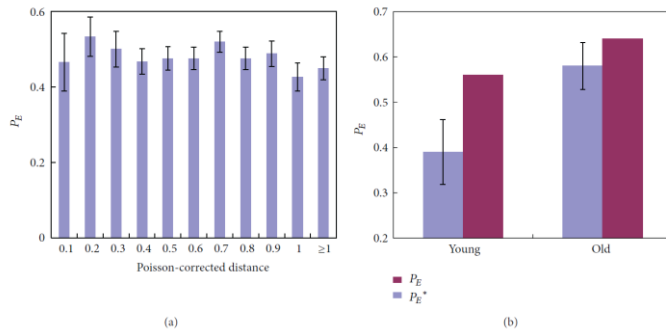 0.6
0.4
0.2
0
P_E
0.1 0.2 0.3 0.4 0.5 0.6 0.7 0.8 0.9 1 ≥1
Poisson-corrected distance
(a)
0.7
0.6
0.5
0.4
0.3
0.2
P_E
Young Old
P_E
P_E*
(b)